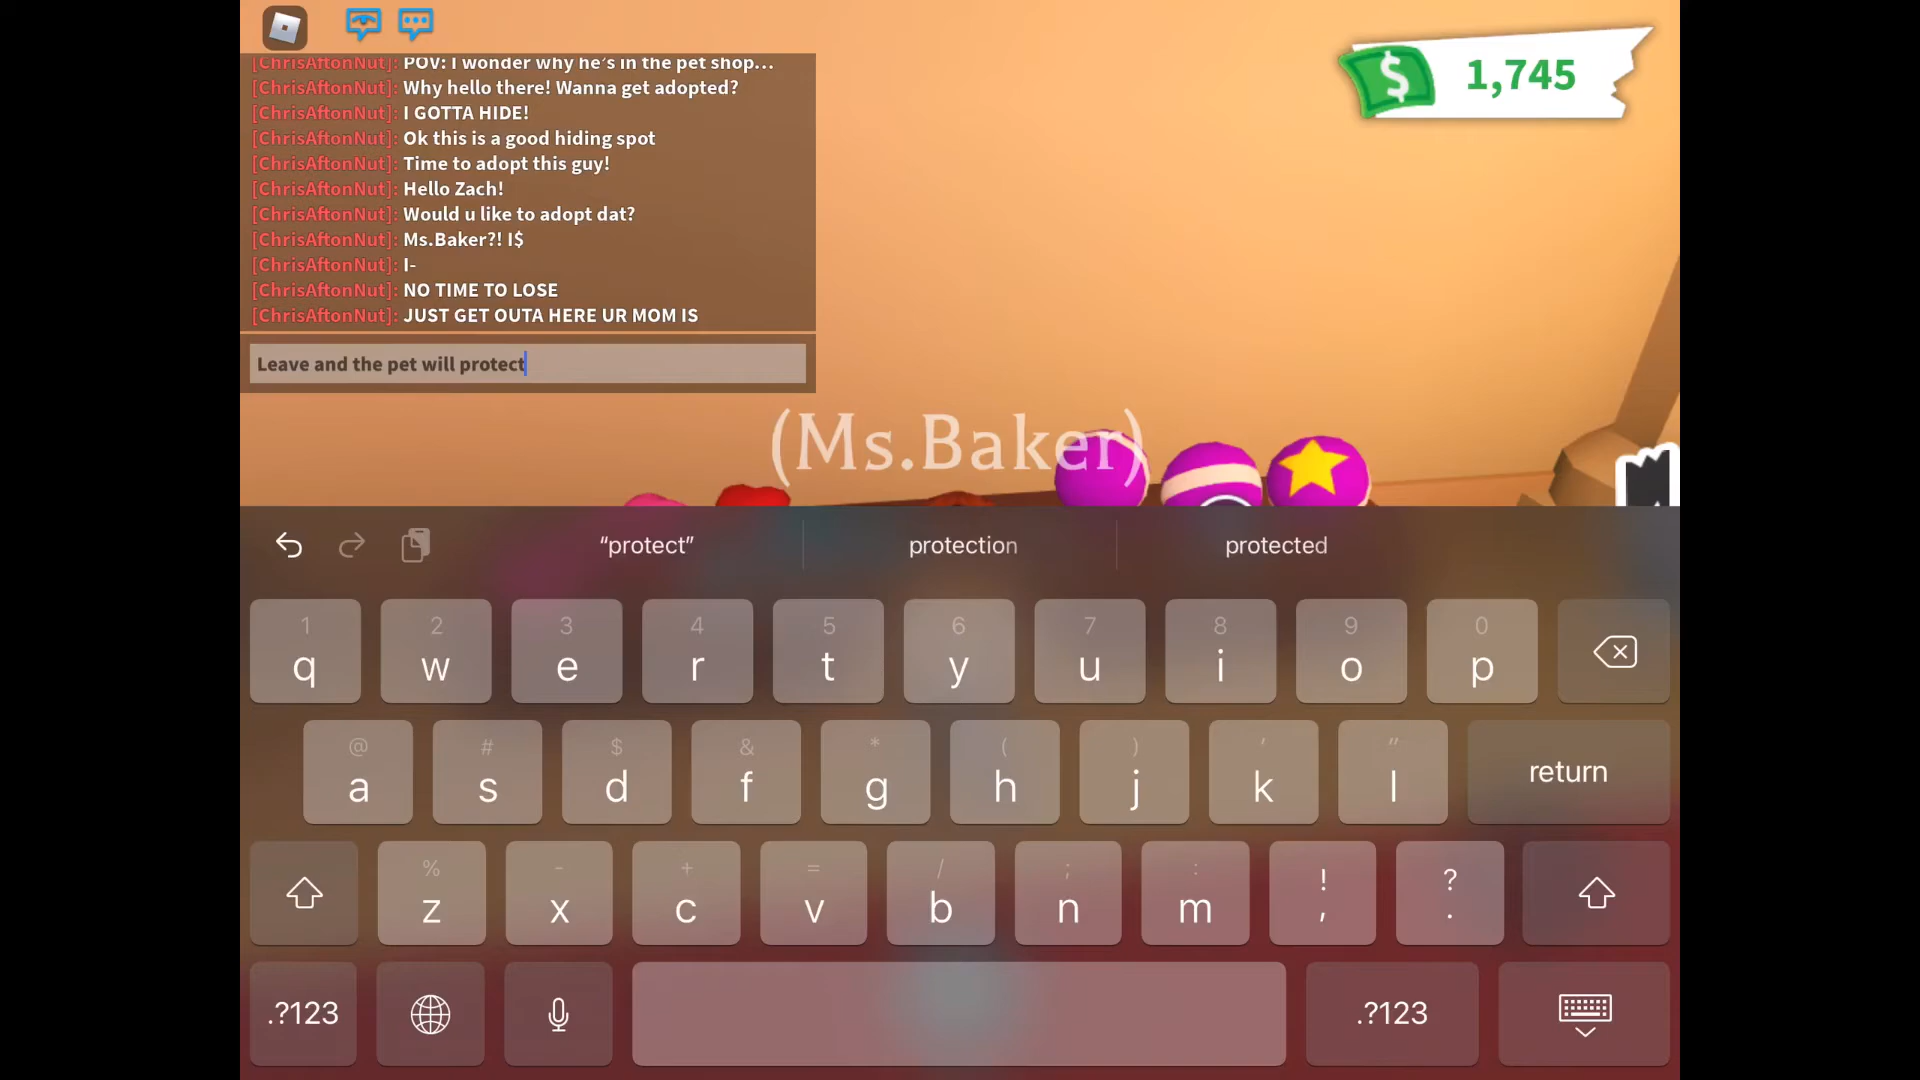 [ChrisAftonNut]: POV: I wonder why he's in the pet shop...
[ChrisAftonNut]: Why hello there! Wanna get adopted?
[ChrisAftonNut]: I GOTTA HIDE!
[ChrisAftonNut]: Ok this is a good hiding spot
[ChrisAftonNut]: Time to adopt this guy!
[ChrisAftonNut]: Hello Zach!
[ChrisAftonNut]: Would u like to adopt dat?
[ChrisAftonNut]: Ms.Baker?! I$
[ChrisAftonNut]: I-
[ChrisAftonNut]: NO TIME TO LOSE
[ChrisAftonNut]: JUST GET OUTA HERE UR MOM IS
Leave and the pet will protect
$ 1,745
(Ms.Baker)
“protect” protection protected
1 2 3 4 5 6 7 8 9 0
q w e r t y u i o p
@ # $ & * ( ) ' "
a s d f g h j k l return
% - + = / ; : ! ?
z x c v b n m , .
.?123 .?123